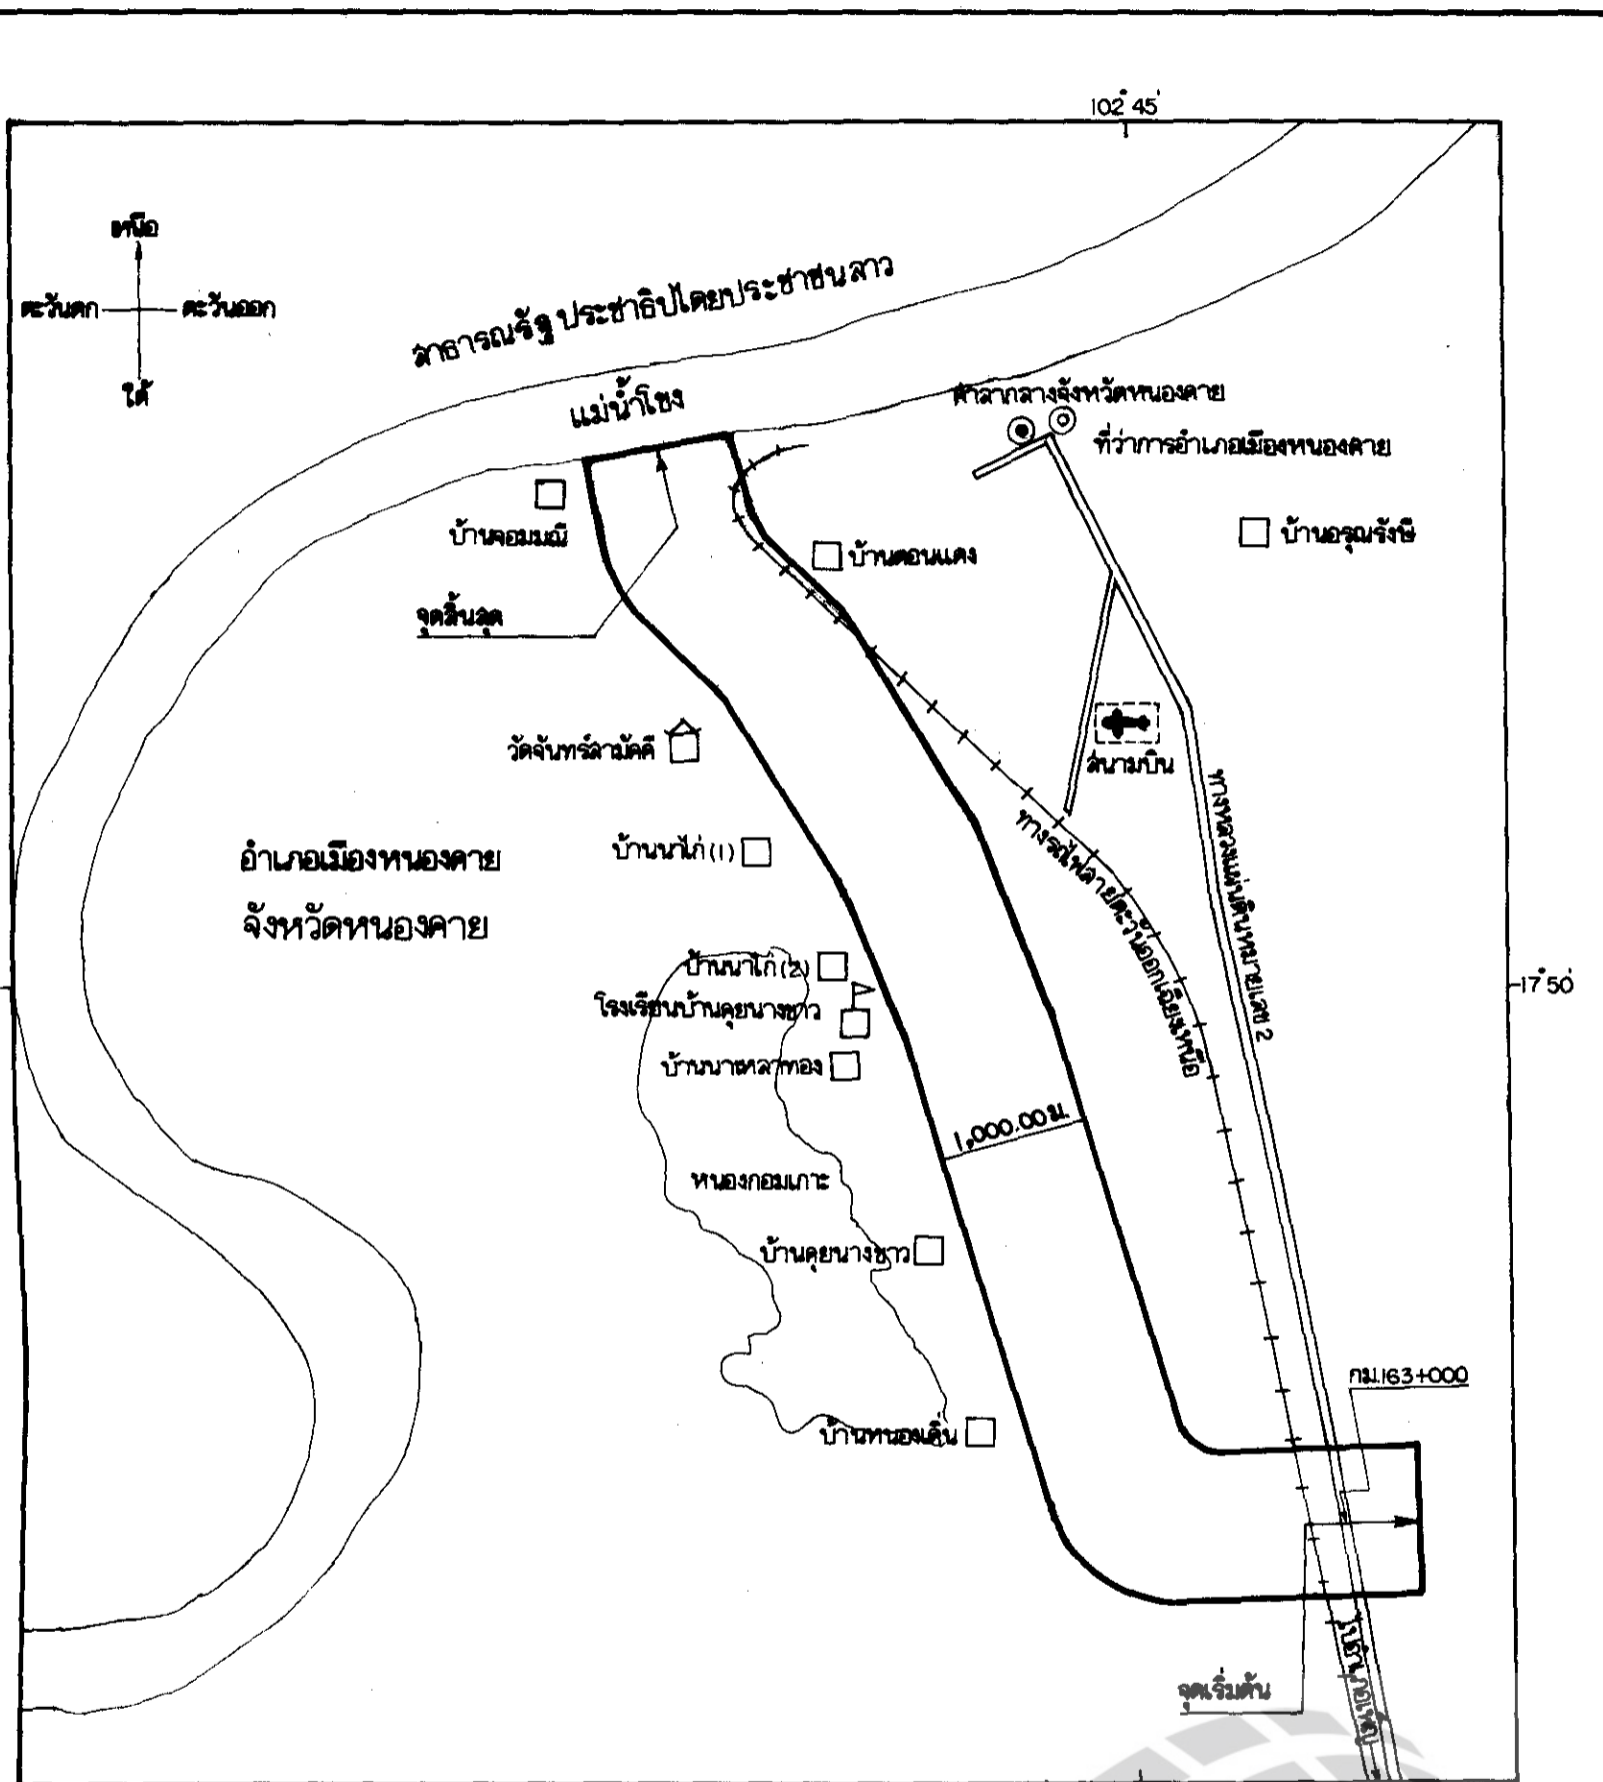 102°45'
เหนือ
ตะวันตก
ตะวันออก
ใต้
สาธารณรัฐประชาธิปไตยประชาชนลาว
แม่น้ำโขง
ศาลากลางจังหวัดหนองคาย
ที่ว่าการอำเภอเมืองหนองคาย
บ้านจอมมณี
บ้านดอนแดง
บ้านอรุณรังษี
จุดสิ้นสุด
วัดจันทร์สามัคคี
สนามบิน
ทางหลวงแผ่นดินหมายเลข 2
ทางรถไฟสายตะวันออกเฉียงเหนือ
บ้านนาไก่(1)
อำเภอเมืองหนองคาย
จังหวัดหนองคาย
บ้านนาไก่(2)
17°50'
โรงเรียนบ้านคุยนางขาว
บ้านนาเหลาทอง
1,000.00 ม.
หนองกอมเกาะ
บ้านคุยนางขาว
กม.163+000
บ้านหนองเดิ่น
จุดเริ่มต้น